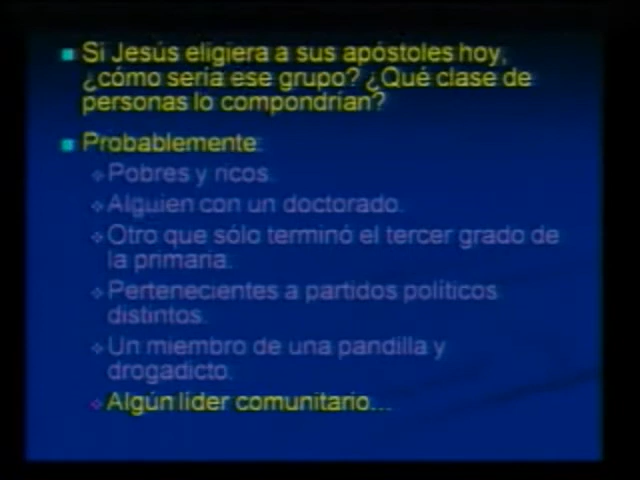 Si Jesús eligiera a sus apóstoles hoy,
¿cómo sería ese grupo? ¿Qué clase de
personas lo compondrían?
Probablemente:
Pobres y ricos.
Alguien con un doctorado.
Otro que sólo terminó el tercer grado de
la primaria.
Pertenecientes a partidos políticos
distintos.
Un miembro de una pandilla y
drogadicto.
Algún líder comunitario...